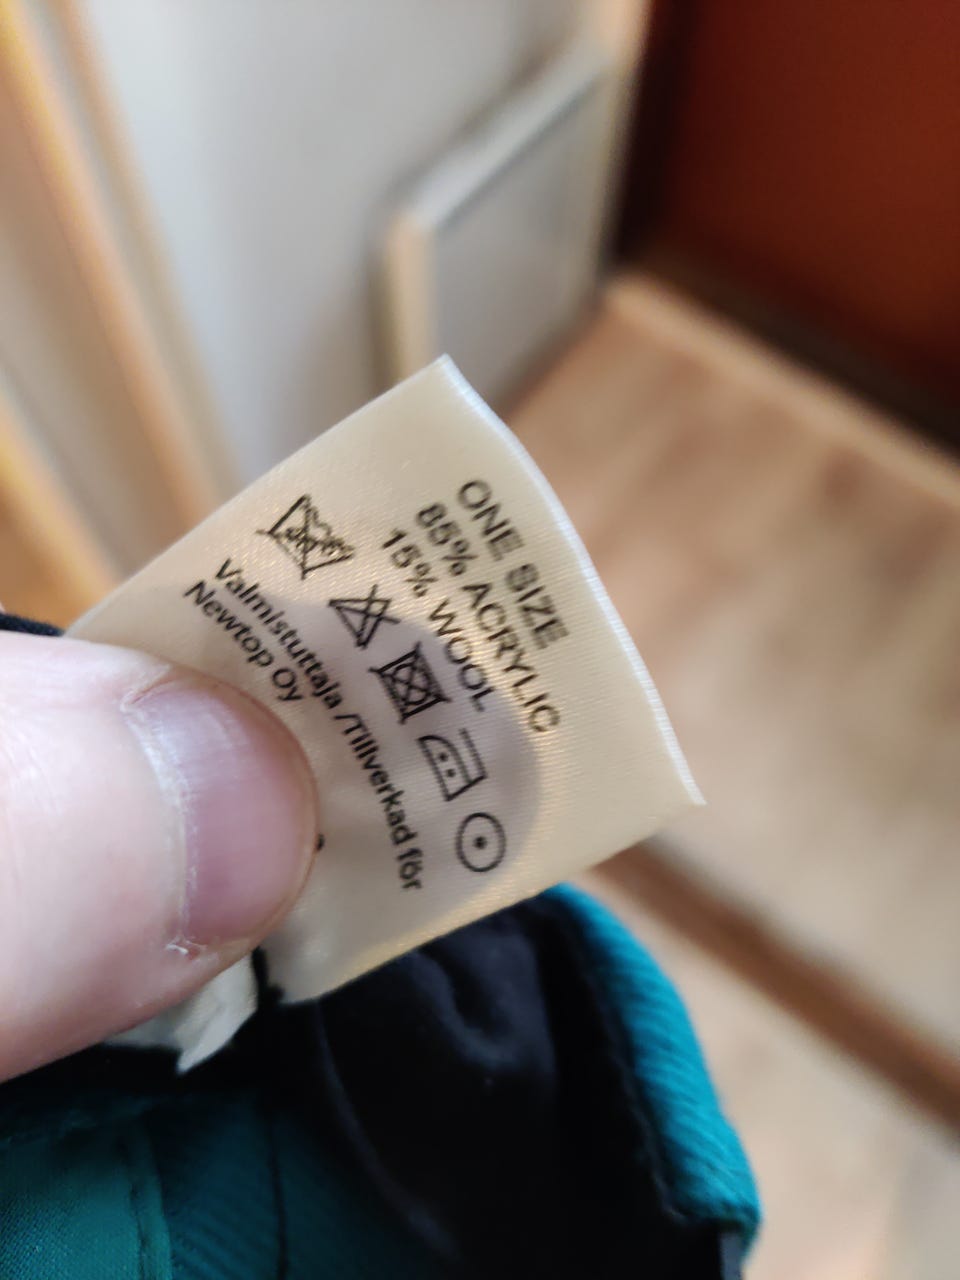 ONE SIZE
85% ACRYLIC
15% WOOL
Valmistuttaja /Tillverkad för
Newtop Oy